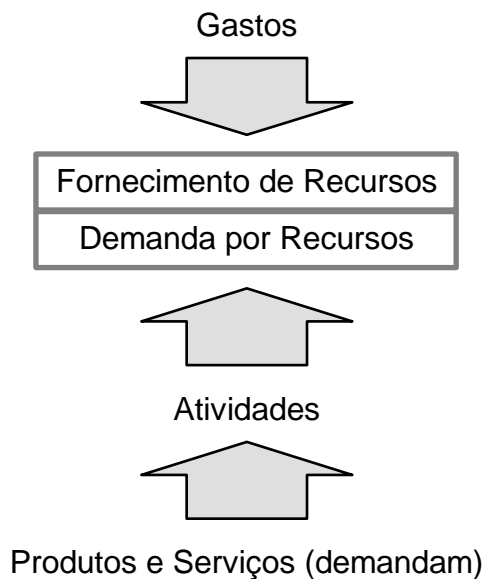 Gastos
Fornecimento de Recursos
Demanda por Recursos
Atividades
Produtos e Serviços (demandam)